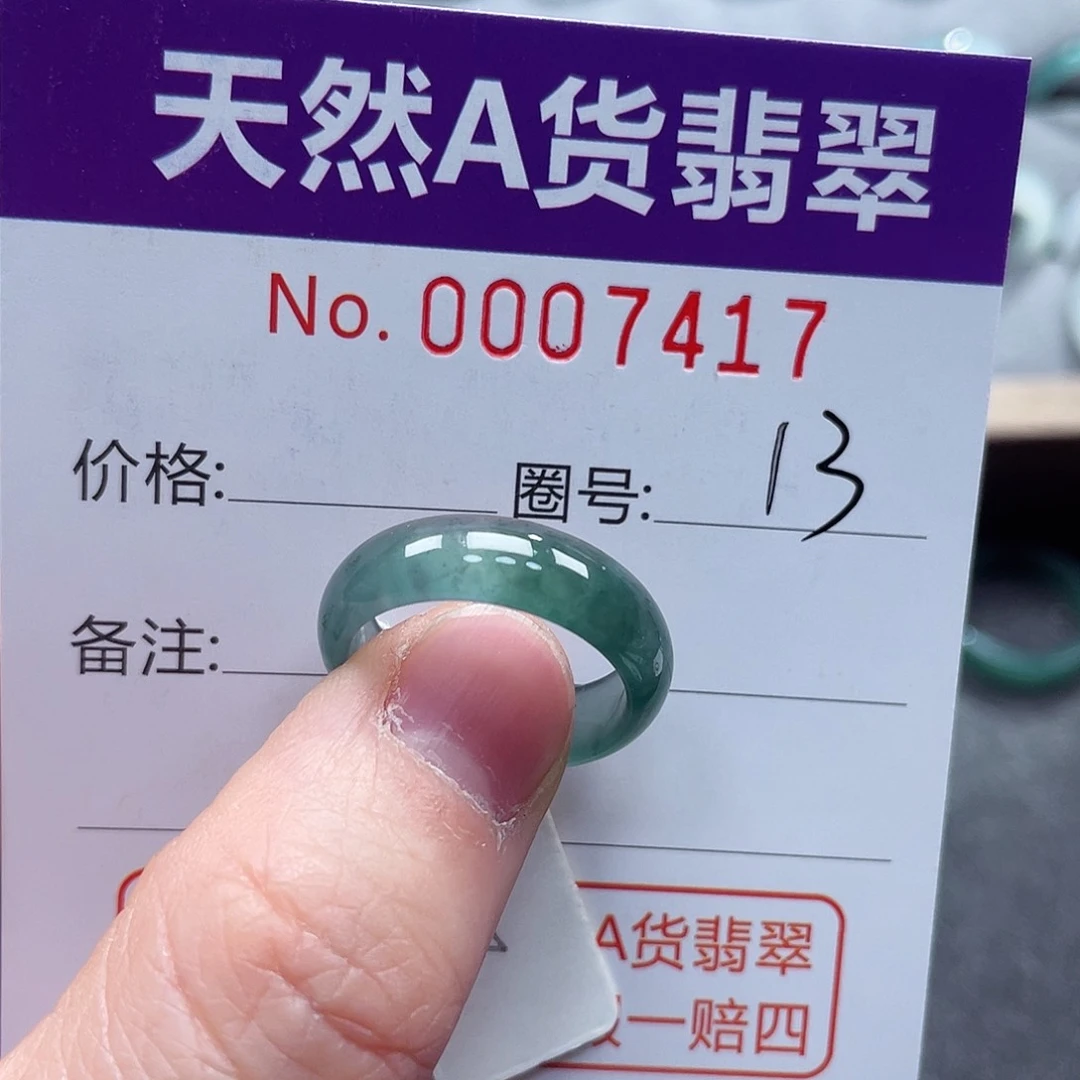 天然A货翡翠
No. 0007417
价格: 圈号: 13
备注:
A货翡翠
一赔四